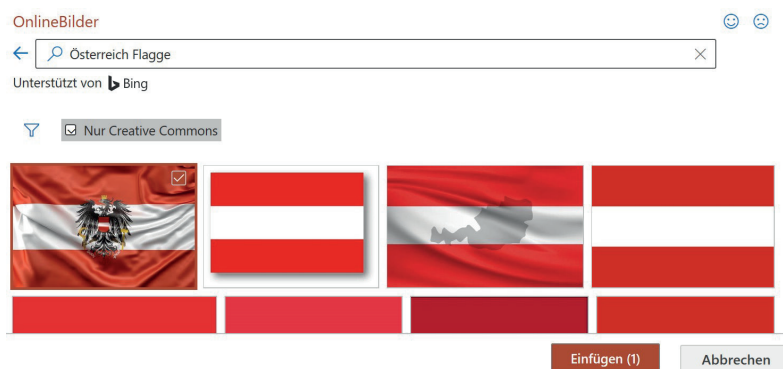 OnlineBilder
Österreich Flagge
Unterstützt von Bing
Nur Creative Commons
Einfügen (1)
Abbrechen